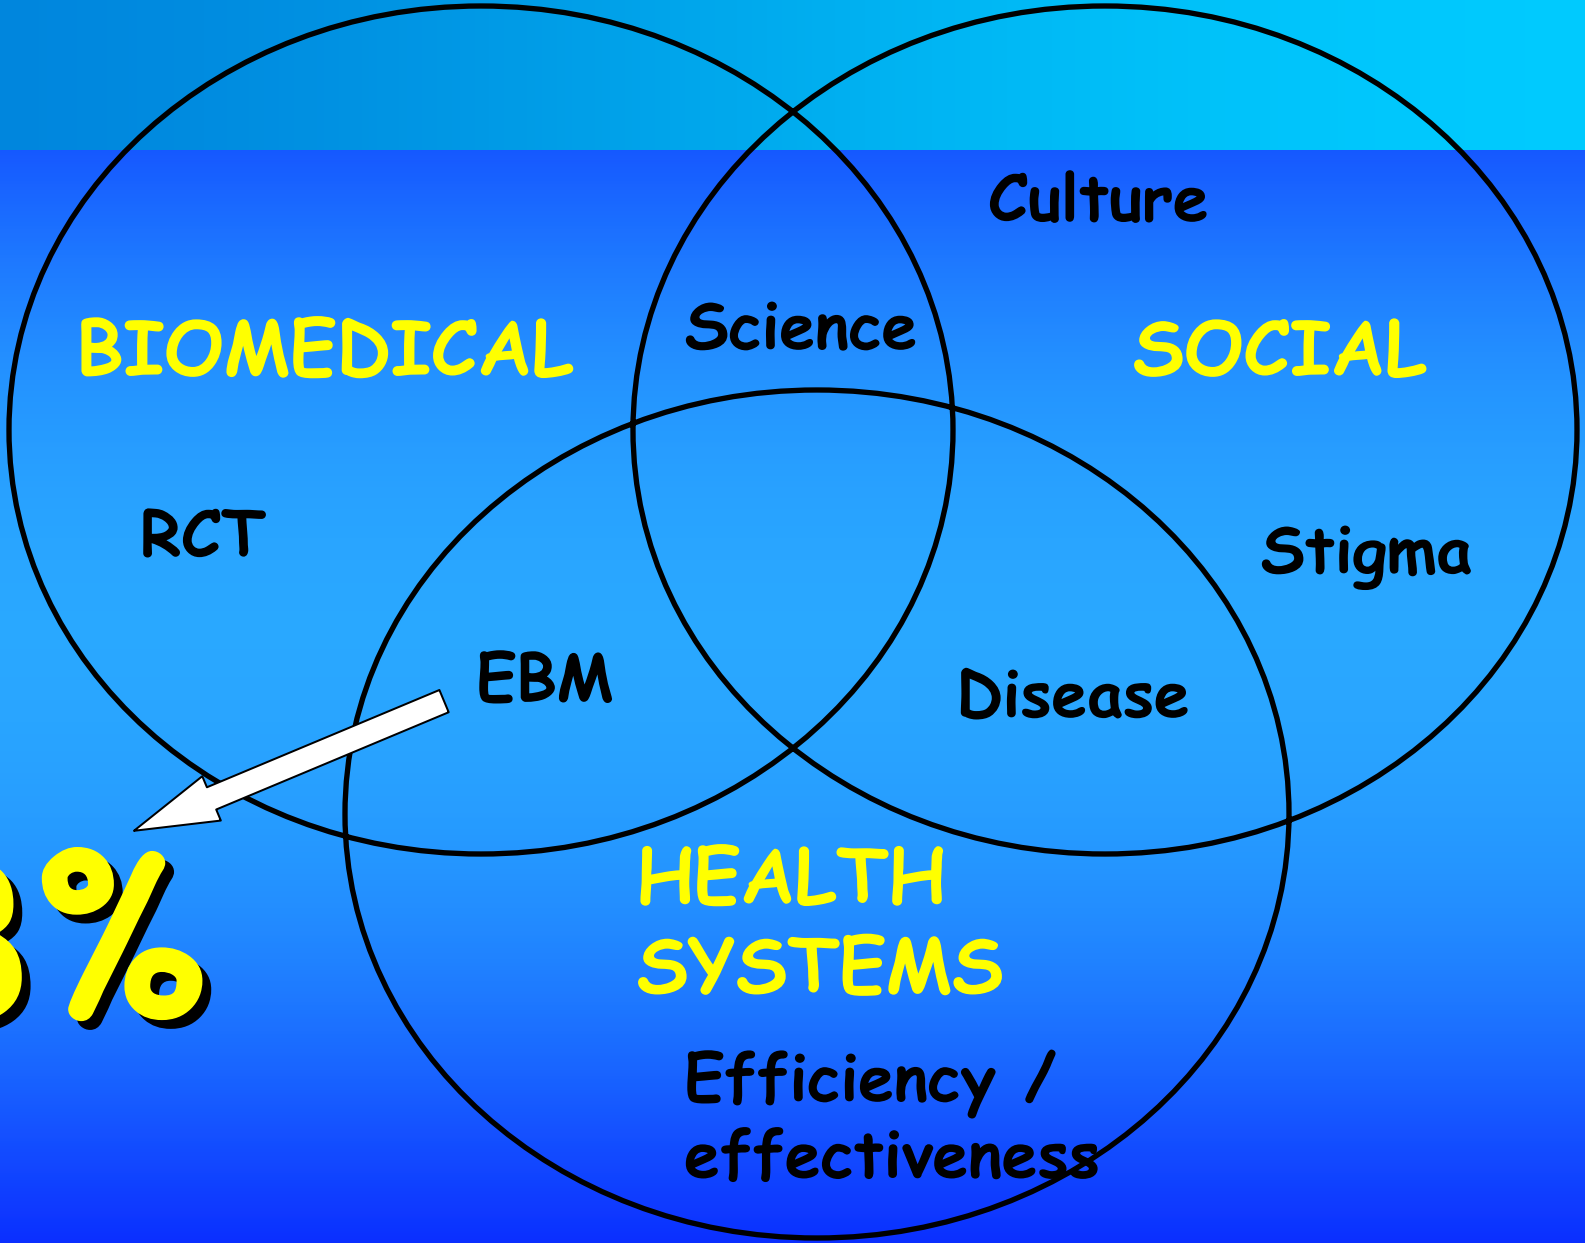 Culture
Science
BIOMEDICAL
SOCIAL
RCT
Stigma
EBM
Disease
HEALTH
SYSTEMS
%
Efficiency /
effectiveness